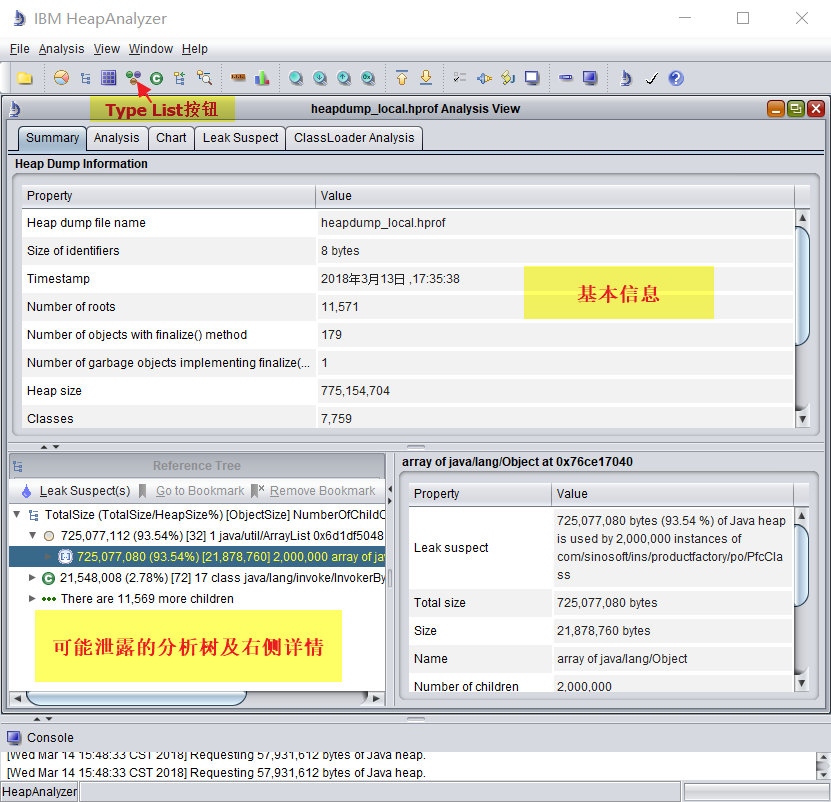 IBM HeapAnalyzer
File Analysis View Window Help
Type List按钮
heapdump_local.hprof Analysis View
Summary Analysis Chart Leak Suspect ClassLoader Analysis
Heap Dump Information
Property Value
Heap dump file name heapdump_local.hprof
Size of identifiers 8 bytes
Timestamp 2018年3月13日 ,17:35:38
基本信息
Number of roots 11,571
Number of objects with finalize() method 179
Number of garbage objects implementing finalize(... 1
Heap size 775,154,704
Classes 7,759
Reference Tree
Leak Suspect(s) Go to Bookmark Remove Bookmark
TotalSize (TotalSize/HeapSize%) [ObjectSize] NumberOfChildO
725,077,112 (93.54%) [32] 1 java/util/ArrayList 0x6d1df5048
725,077,080 (93.54%) [21,878,760] 2,000,000 array of ja
21,548,008 (2.78%) [72] 17 class java/lang/invoke/InvokerBy
There are 11,569 more children
可能泄露的分析树及右侧详情
array of java/lang/Object at 0x76ce17040
Property Value
Leak suspect
725,077,080 bytes (93.54 %) of Java heap
is used by 2,000,000 instances of
com/sinosoft/ins/productfactory/po/PfcCla
ss
Total size 725,077,080 bytes
Size 21,878,760 bytes
Name array of java/lang/Object
Number of children 2,000,000
Console
[Wed Mar 14 15:48:33 CST 2018] Requesting 57,931,612 bytes of Java heap.
[Wed Mar 14 15:48:33 CST 2018] Requesting 57,931,612 bytes of Java heap.
HeapAnalyzer